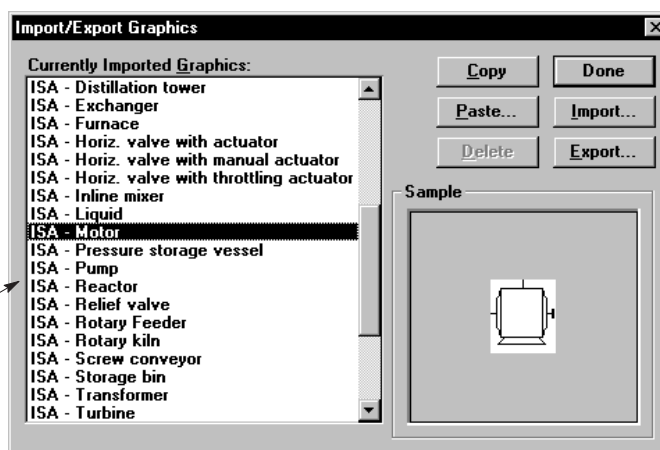 Import/Export Graphics
Currently Imported Graphics:
ISA - Distillation tower
ISA - Exchanger
ISA - Furnace
ISA - Horiz. valve with actuator
ISA - Horiz. valve with manual actuator
ISA - Horiz. valve with throttling actuator
ISA - Inline mixer
ISA - Liquid
ISA - Motor
ISA - Pressure storage vessel
ISA - Pump
ISA - Reactor
ISA - Relief valve
ISA - Rotary Feeder
ISA - Rotary kiln
ISA - Screw conveyor
ISA - Storage bin
ISA - Transformer
ISA - Turbine
Copy
Done
Paste...
Import...
Delete
Export...
Sample